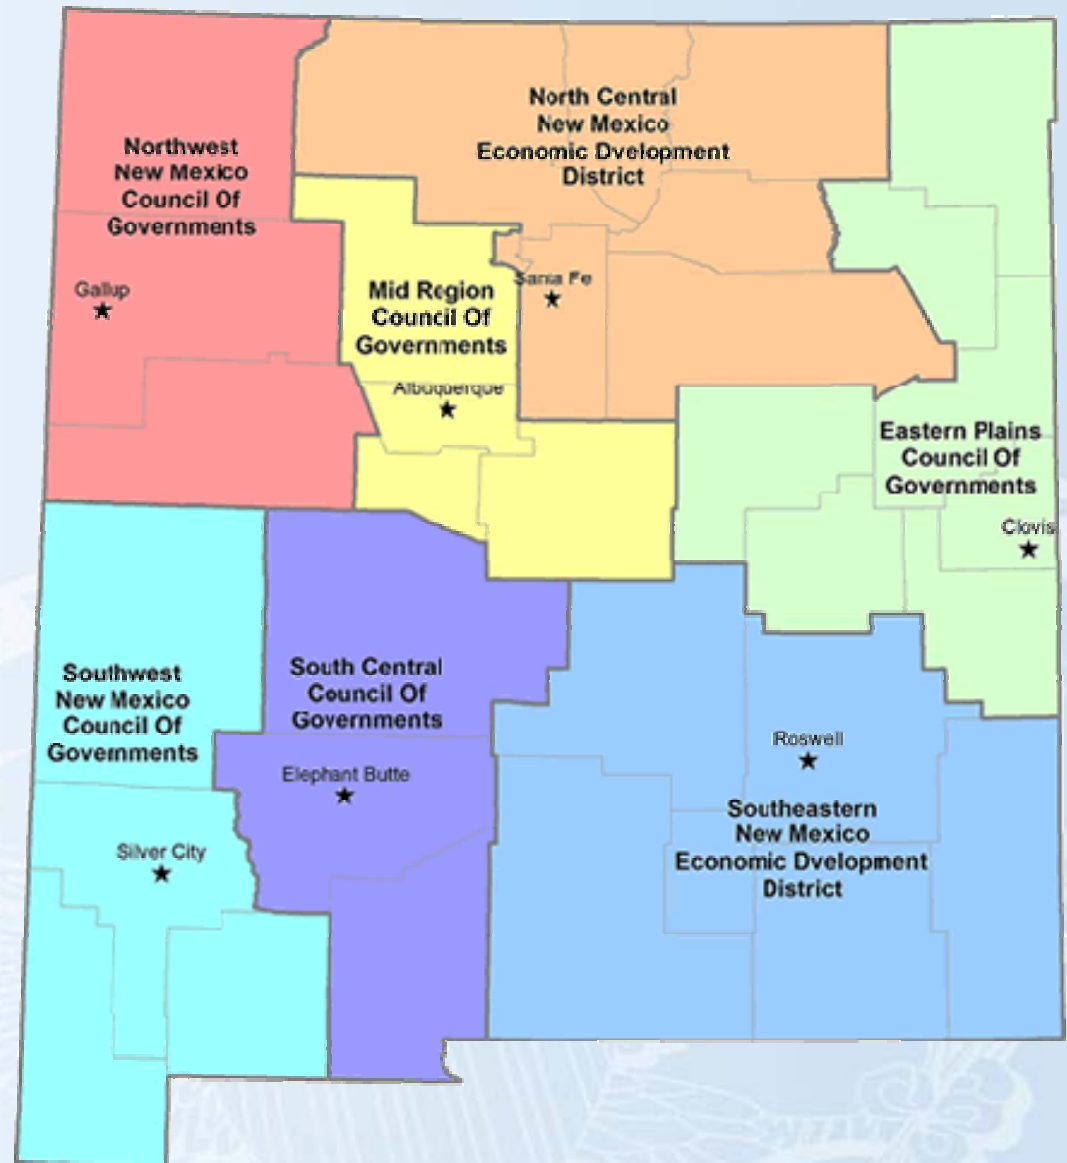 North Central
New Mexico
Economic Dvelopment
District
Northwest
New Mexico
Council Of
Governments
Gallup
Santa Fe
Mid Region
Council Of
Governments
Albuquerque
Eastern Plains
Council Of
Governments
Clovis
Southwest
New Mexico
Council Of
Governments
South Central
Council Of
Governments
Elephant Butte
Roswell
Southeastern
New Mexico
Economic Dvelopment
District
Silver City